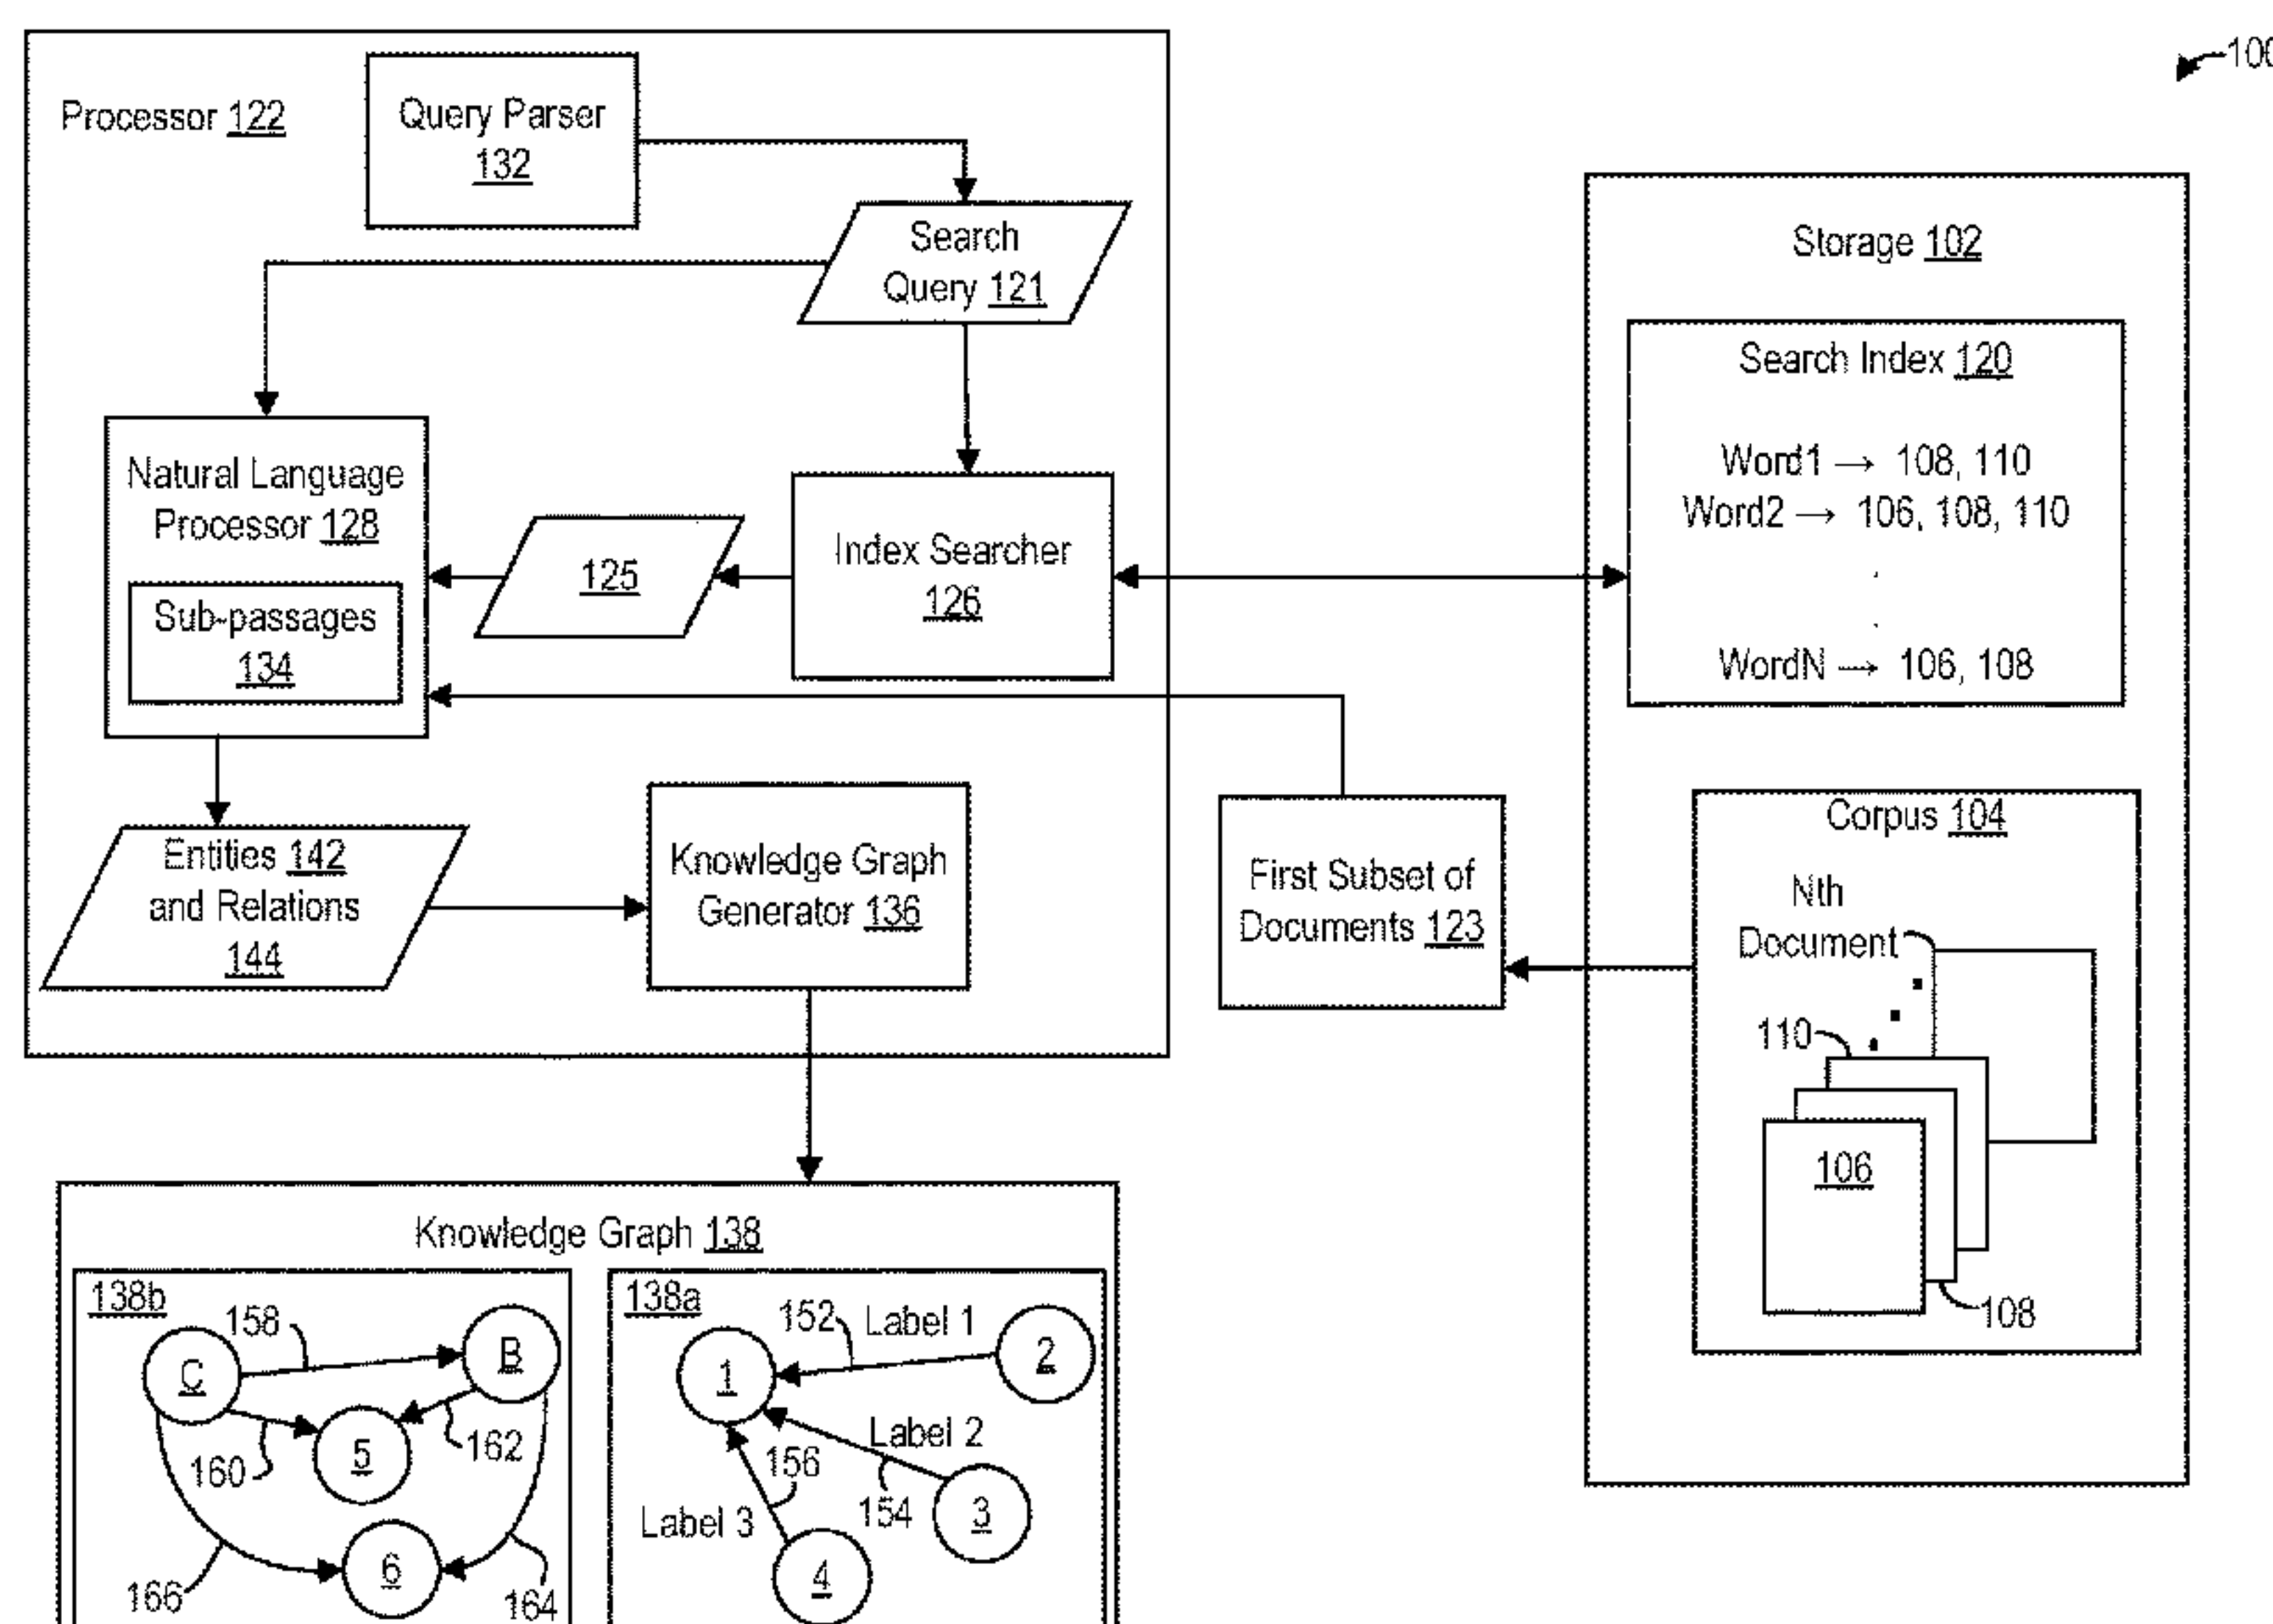 100
Processor 122
Query Parser
132
Search
Query 121
Storage 102
Search Index 120
Word1 → 108, 110
Word2 → 106, 108, 110
WordN → 106, 108
Natural Language
Processor 128
Sub-passages
134
125
Index Searcher
126
Entities 142
and Relations
144
Knowledge Graph
Generator 136
First Subset of
Documents 123
Corpus 104
Nth
Document
110
106
108
Knowledge Graph 138
138b
158
C
B
160
5
162
6
166
164
138a
152
Label 1
1
2
Label 2
156
154
3
Label 3
4